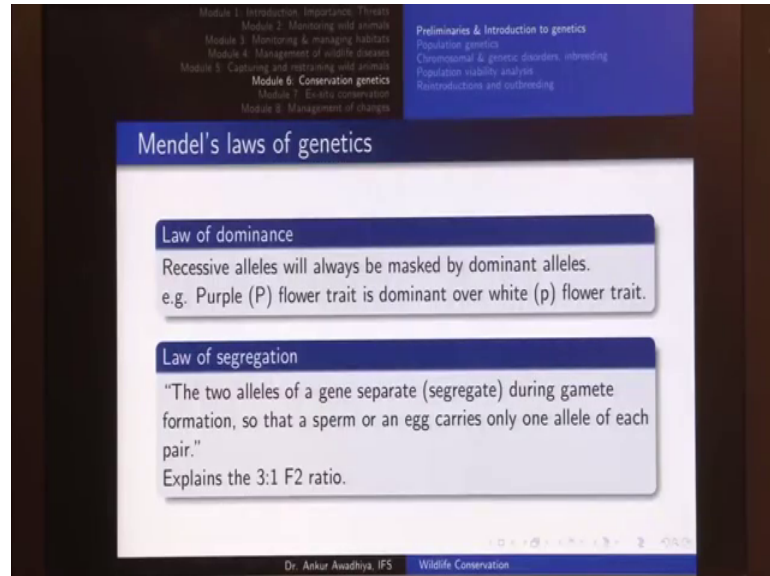 Module 1: Introduction, Importance, Threats
Module 2: Monitoring wild animals
Module 3: Monitoring & managing habitats
Module 4: Management of wildlife diseases
Module 5: Capturing and restraining wild animals
Module 6: Conservation genetics
Module 7: Ex-situ conservation
Module 8: Management of changes
Preliminaries & Introduction to genetics
Population genetics
Chromosomal & genetic disorders, inbreeding
Population viability analysis
Reintroductions and outbreeding
Mendel's laws of genetics
Law of dominance
Recessive alleles will always be masked by dominant alleles.
e.g. Purple (P) flower trait is dominant over white (p) flower trait.
Law of segregation
“The two alleles of a gene separate (segregate) during gamete
formation, so that a sperm or an egg carries only one allele of each
pair.”
Explains the 3:1 F2 ratio.
Dr. Ankur Awadhiya, IFS
Wildlife Conservation